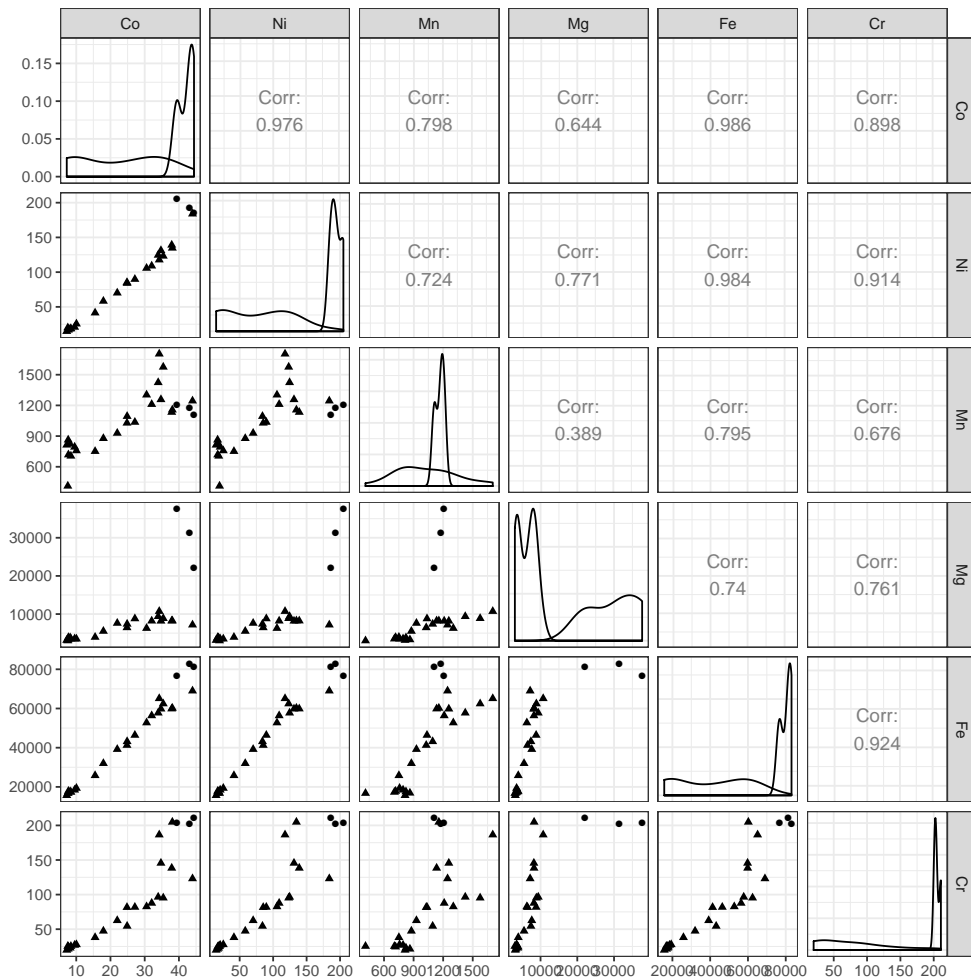 Co Ni Mn Mg Fe Cr
0.15
0.10
0.05
0.00
Corr:
0.976
Corr:
0.798
Corr:
0.644
Corr:
0.986
Corr:
0.898
Co
200
150
100
50
Corr:
0.724
Corr:
0.771
Corr:
0.984
Corr:
0.914
Ni
1500
1200
900
600
Corr:
0.389
Corr:
0.795
Corr:
0.676
Mn
30000
20000
10000
Corr:
0.74
Corr:
0.761
Mg
80000
60000
40000
20000
Corr:
0.924
Fe
200
150
100
50
Cr
10 20 30 40
50 100 150 200
600 900 1200 1500
10000 20000 30000
20000 40000 60000 80000
50 100 150 200